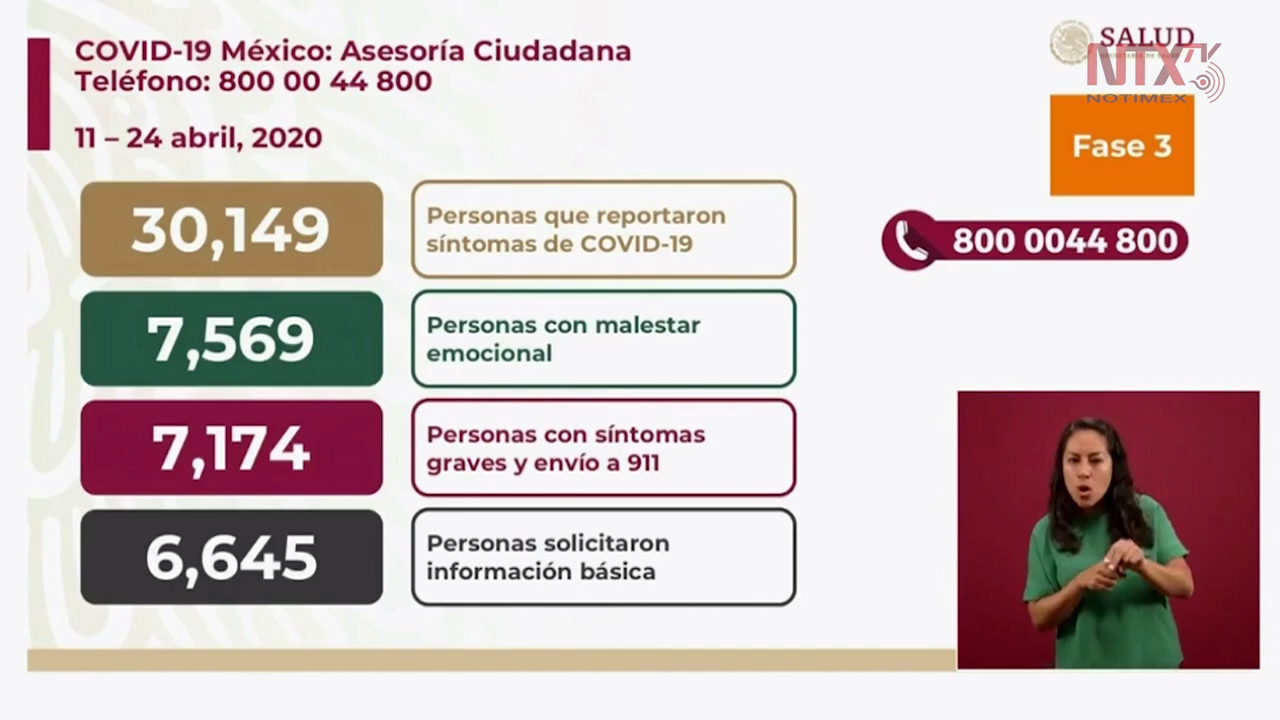 COVID-19 México: Asesoría Ciudadana
Teléfono: 800 00 44 800
11 – 24 abril, 2020
SALUD
NTX
NOTIMEX
Fase 3
800 0044 800
30,149
Personas que reportaron
síntomas de COVID-19
7,569
Personas con malestar
emocional
7,174
Personas con síntomas
graves y envío a 911
6,645
Personas solicitaron
información básica